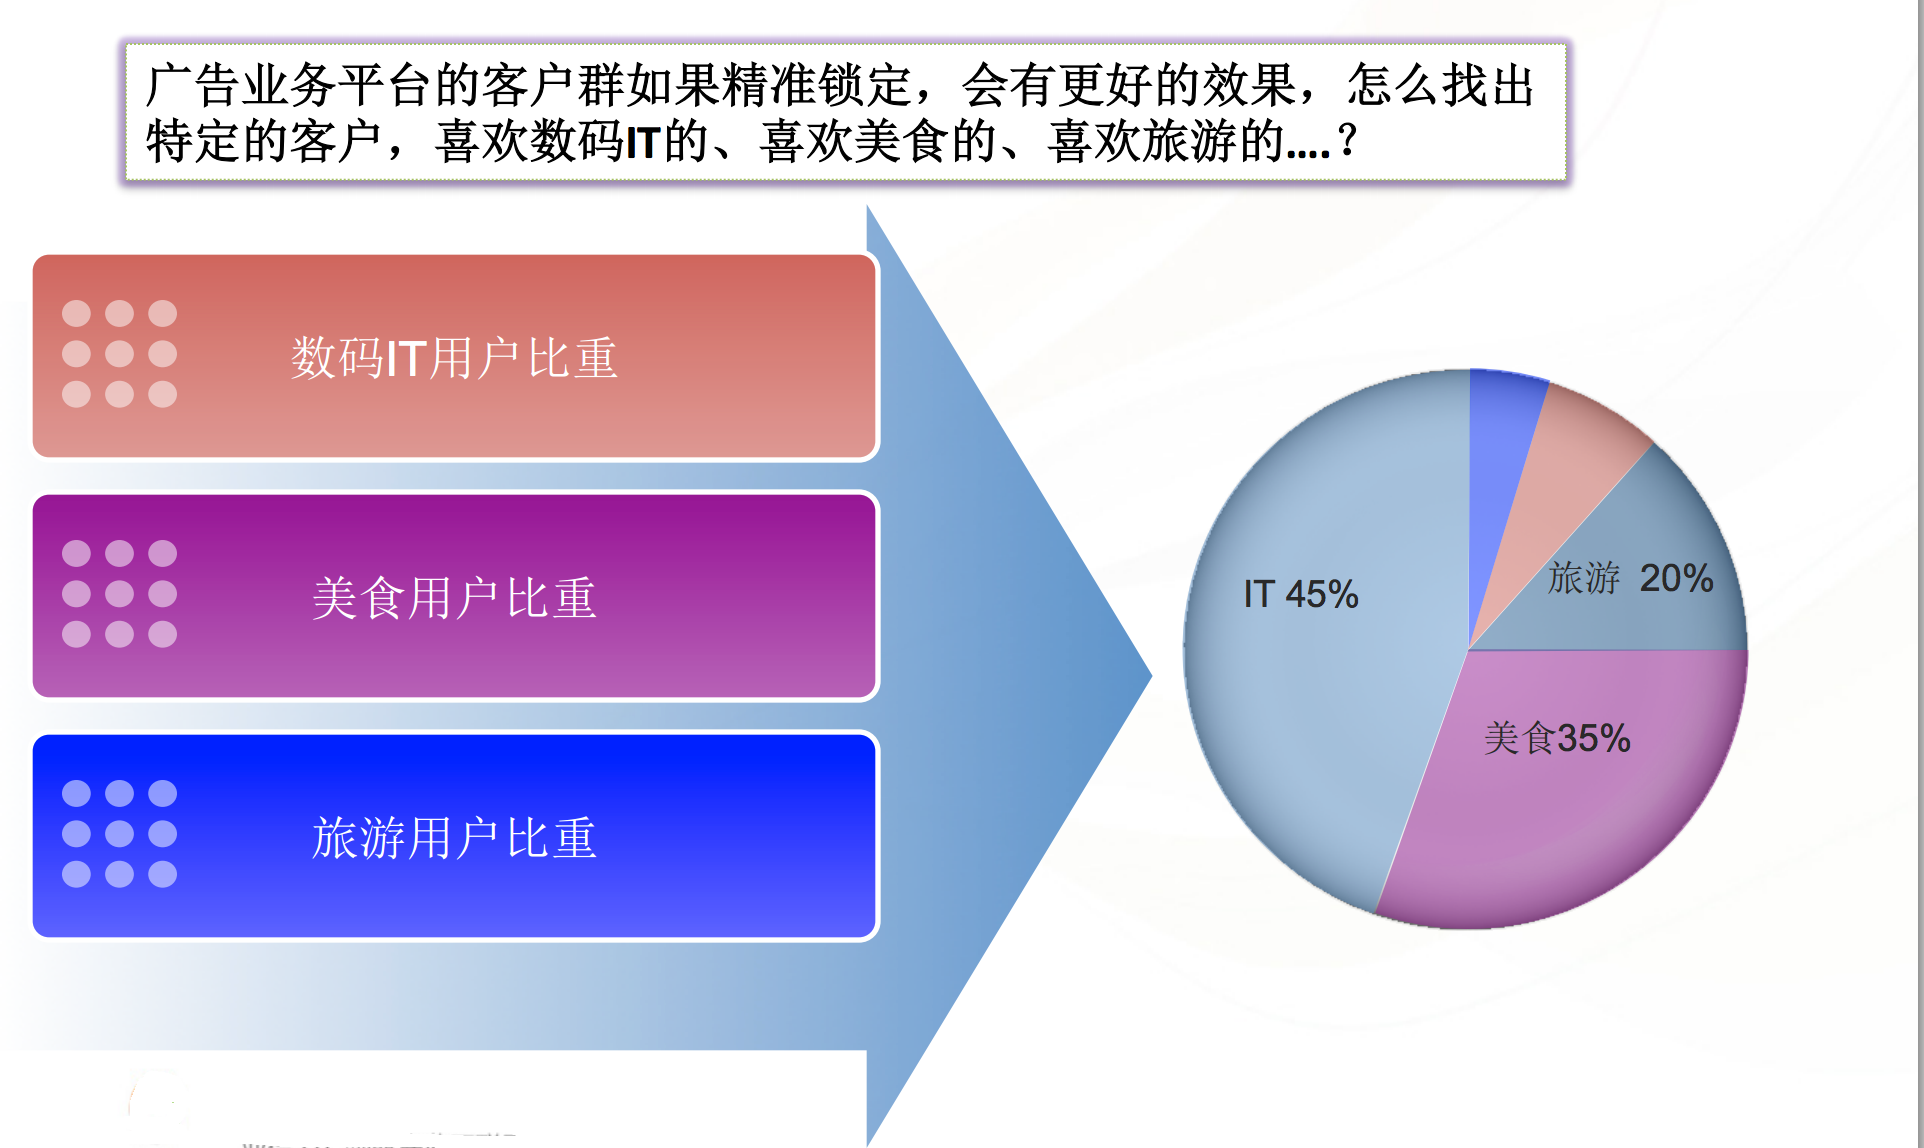 广告业务平台的客户群如果精准锁定，会有更好的效果，怎么找出
特定的客户，喜欢数码IT的、喜欢美食的、喜欢旅游的....？
数码IT用户比重
美食用户比重
旅游用户比重
IT 45%
旅游 20%
美食35%